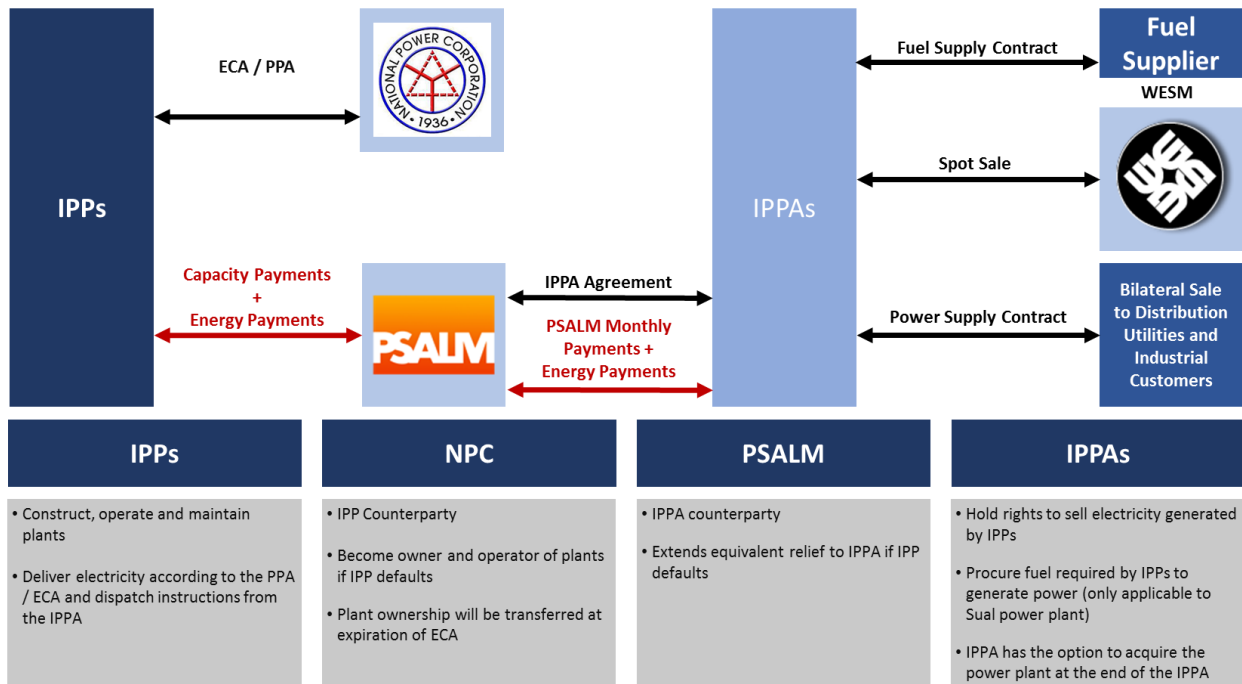 ECA / PPA
NATIONAL POWER CORPORATION
• 1936 •
Fuel Supply Contract
Fuel
Supplier
WESM
IPPs
IPPAs
Spot Sale
Capacity Payments
+
Energy Payments
PSALM
IPPA Agreement
PSALM Monthly
Payments +
Energy Payments
Power Supply Contract
Bilateral Sale
to Distribution
Utilities and
Industrial
Customers
IPPs
• Construct, operate and maintain
plants
• Deliver electricity according to the PPA
/ ECA and dispatch instructions from
the IPPA
NPC
• IPP Counterparty
• Become owner and operator of plants
if IPP defaults
• Plant ownership will be transferred at
expiration of ECA
PSALM
• IPPA counterparty
• Extends equivalent relief to IPPA if IPP
defaults
IPPAs
• Hold rights to sell electricity generated
by IPPs
• Procure fuel required by IPPs to
generate power (only applicable to
Sual power plant)
• IPPA has the option to acquire the
power plant at the end of the IPPA